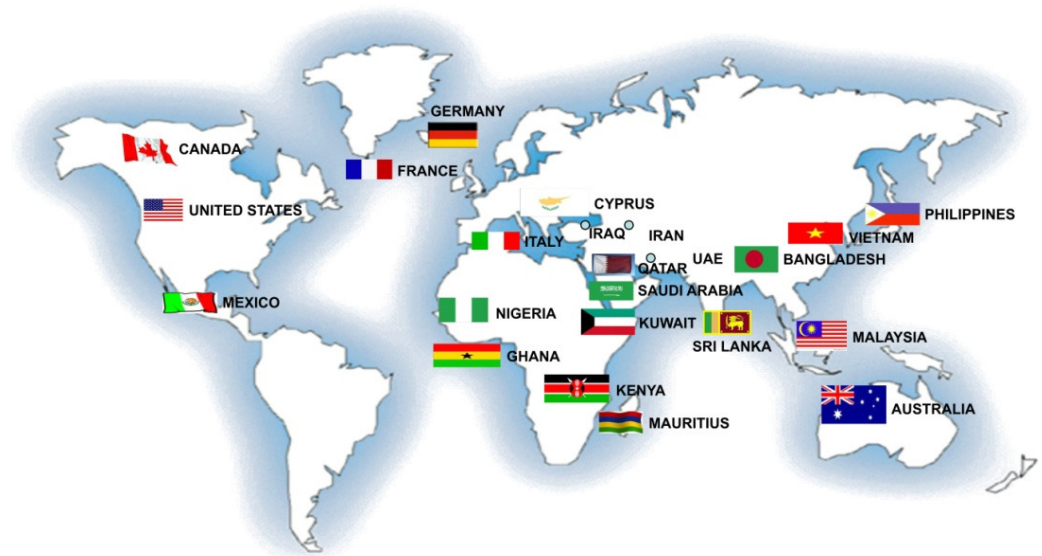 GERMANY
CANADA
FRANCE
UNITED STATES
CYPRUS
PHILIPPINES
IRAQ
IRAN
VIETNAM
ITALY
UAE
BANGLADESH
QATAR
SAUDI ARABIA
MEXICO
NIGERIA
KUWAIT
SRI LANKA
MALAYSIA
GHANA
KENYA
AUSTRALIA
MAURITIUS